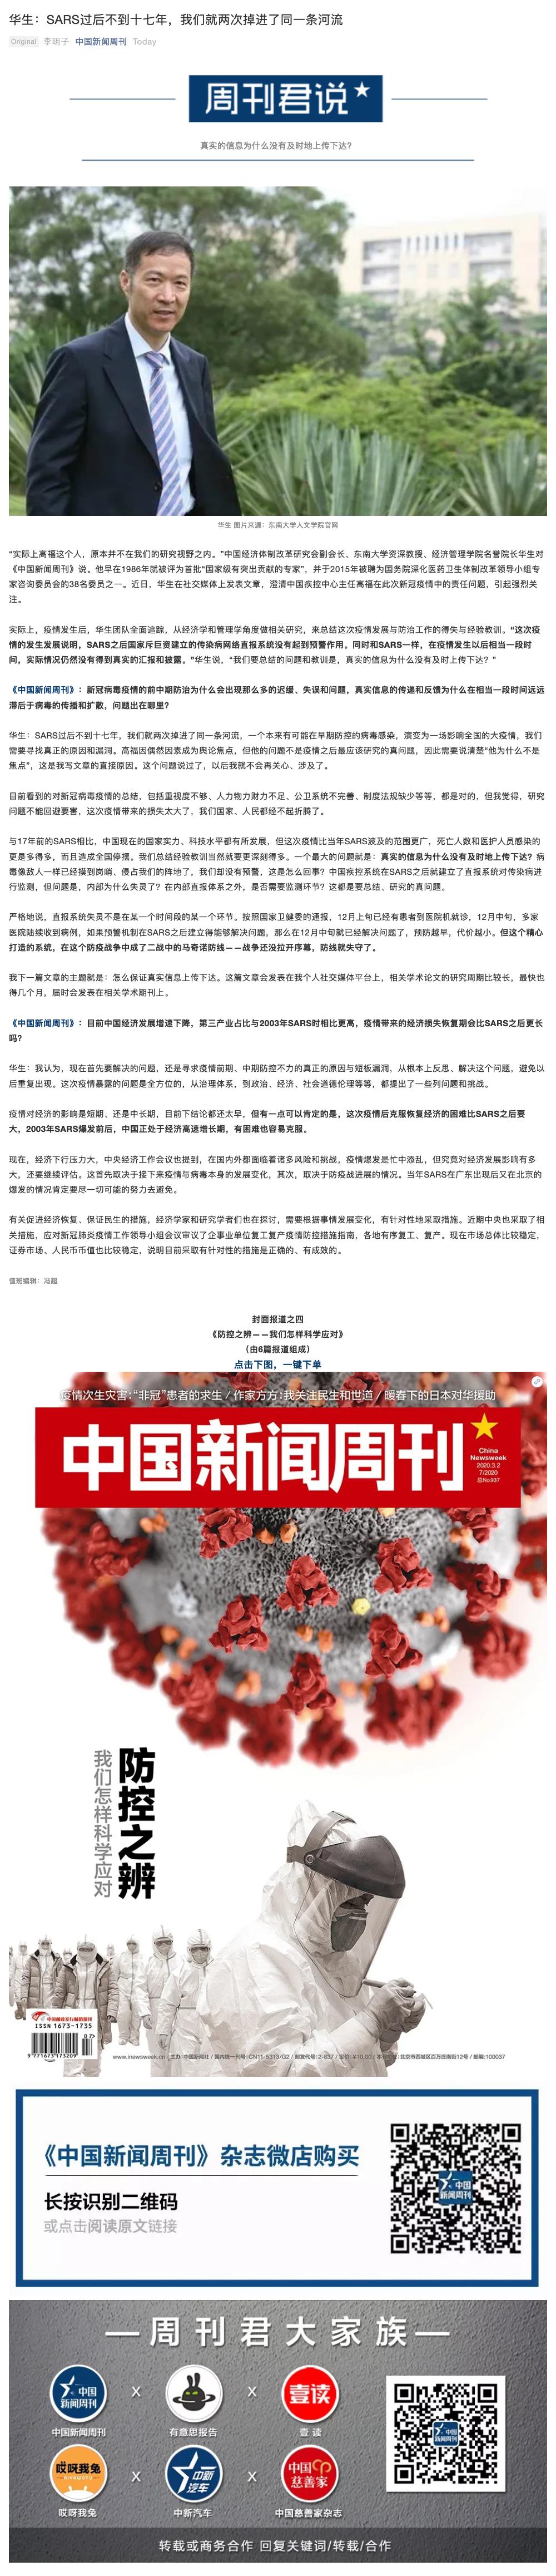 华生：SARS过后不到十七年，我们就两次掉进了同一条河流
Original 李明子 中国新闻周刊 Today
周刊君说
真实的信息为什么没有及时地上传下达？
华生 图片来源：东南大学人文学院官网
“实际上高福这个人，原本并不在我们的研究视野之内。”中国经济体制改革研究会副会长、东南大学资深教授、经济管理学院名誉院长华生对
《中国新闻周刊》说。他早在1986年就被评为首批“国家级有突出贡献的专家”，并于2015年被聘为国务院深化医药卫生体制改革领导小组专
家咨询委员会的38名委员之一。近日，华生在社交媒体上发表文章，澄清中国疾控中心主任高福在此次新冠疫情中的责任问题，引起强烈关
注。
实际上，疫情发生后，华生团队全面追踪，从经济学和管理学角度做相关研究，来总结这次疫情发展与防治工作的得失与经验教训。“这次疫
情的发生发展说明，SARS之后国家斥巨资建立的传染病网络直报系统没有起到预警作用。同时和SARS一样，在疫情发生以后相当一段时
间，实际情况仍然没有得到真实的汇报和披露。”华生说，“我们要总结的问题和教训是，真实的信息为什么没有及时上传下达？”
《中国新闻周刊》：新冠病毒疫情的前中期防治为什么会出现那么多的迟缓、失误和问题，真实信息的传递和反馈为什么在相当一段时间远远
滞后于病毒的传播和扩散，问题出在哪里？
华生：SARS过后不到十七年，我们就两次掉进了同一条河流，一个本来有可能在早期防控的病毒感染，演变为一场影响全国的大疫情，我们
需要寻找真正的原因和漏洞。高福因偶然因素成为舆论焦点，但他的问题不是疫情之最后应该研究的真问题，因此需要说清楚“他为什么不是
焦点”，这是我写文章的直接原因。这个问题说过了，以后我就不会再关心、涉及了。
目前看到的对新冠病毒疫情的总结，包括重视度不够、人力物力财力不足、公卫系统不完善、制度法规缺少等等，都是对的，但我觉得，研究
问题不能回避要害，这次疫情带来的损失太大了，我们国家、人民都经不起折腾了。
与17年前的SARS相比，中国现在的国家实力、科技水平都有所发展，但这次疫情比当年SARS波及的范围更广，死亡人数和医护人员感染的
更是多得多，而且造成全国停摆。我们总结经验教训当然就要更深刻得多。一个最大的问题就是：真实的信息为什么没有及时地上传下达？病
毒像敌人一样已经摸到岗哨、侵占我们的阵地了，我们却没有预警，这是怎么回事？中国疾控系统在SARS之后就建立了直报系统对传染病进
行监测，但问题是，内部为什么失灵了？在内部直报体系之外，是否需要监测环节？这都是要总结、研究的真问题。
严格地说，直报系统失灵不是在某一个时间段的某一个环节。按照国家卫健委的通报，12月上旬已经有患者到医院机就诊，12月中旬，多家
医院陆续收到病例，如果预警机制在SARS之后建立得能够解决问题，那么在12月中旬就已经解决问题了，预防越早，代价越小。但这个精心
打造的系统，在这个防疫战争中成了二战中的马奇诺防线——战争还没拉开序幕，防线就失守了。
我下一篇文章的主题就是：怎么保证真实信息上传下达。这篇文章会发表在我个人社交媒体平台上，相关学术论文的研究周期比较长，最快也
得几个月，届时会发表在相关学术期刊上。
《中国新闻周刊》：目前中国经济发展增速下降，第三产业占比与2003年SARS时相比更高，疫情带来的经济损失恢复期会比SARS之后更长
吗？
华生：我认为，现在首先要解决的问题，还是寻求疫情前期、中期防控不力的真正的原因与短板漏洞，从根本上反思、解决这个问题，避免以
后重复出现。这次疫情暴露的问题是全方位的，从治理体系，到政治、经济、社会道德伦理等等，都提出了一些列问题和挑战。
疫情对经济的影响是短期、还是中长期，目前下结论都还太早，但有一点可以肯定的是，这次疫情后克服恢复经济的困难比SARS之后要
大，2003年SARS爆发前后，中国正处于经济高速增长期，有困难也容易克服。
现在，经济下行压力大，中央经济工作会议也提到，在国内外都面临着诸多风险和挑战，疫情爆发是忙中添乱，但究竟对经济发展影响有多
大，还要继续评估。这首先取决于接下来疫情与病毒本身的发展变化，其次，取决于防疫战进展的情况。当年SARS在广东出现后又在北京的
爆发的情况肯定要尽一切可能的努力去避免。
有关促进经济恢复、保证民生的措施，经济学和研究学者们也在探讨，需要根据事情发展变化，有针对性地采取措施。近期中央也采取了相
关措施，应对新冠肺炎疫情工作领导小组会议审议了企事业单位复工复产疫情防控措施指南，各地有序复工、复产。现在市场总体比较稳定，
证券市场、人民币币值也比较稳定，说明目前采取有针对性的措施是正确的、有成效的。
值班编辑：冯超
封面报道之四
《防控之辨——我们怎样科学应对》
（由6篇报道组成）
点击下图，一键下单
疫情次生灾害：“非冠”患者的求生／作家方方：我关注民生和世道／暖春下的日本对华援助
中国新闻周刊
China
Newsweek
2020.3.2
7/2020
总No937
防控之辨
我们怎样科学应对
ISSN 1673-1735
07>
9 771673 173209
www.inewsweek.cn
《中国新闻周刊》杂志微店购买
长按识别二维码
或点击阅读原文链接
中国新闻周刊
—周刊君大家族—
中国新闻周刊 X X 壹读
中国新闻周刊 有意思报告 壹读
哎呀我兔 X 中新汽车 X 中国慈善家
哎呀我兔 中新汽车 中国慈善家杂志
转载或商务合作 回复关键词/转载/合作